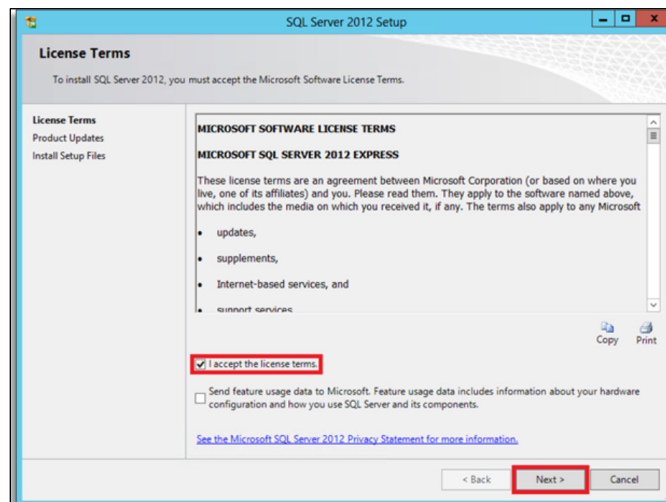 SQL Server 2012 Setup
License Terms
To install SQL Server 2012, you must accept the Microsoft Software License Terms.
License Terms
Product Updates
Install Setup Files
MICROSOFT SOFTWARE LICENSE TERMS
MICROSOFT SQL SERVER 2012 EXPRESS
These license terms are an agreement between Microsoft Corporation (or based on where you
live, one of its affiliates) and you. Please read them. They apply to the software named above,
which includes the media on which you received it, if any. The terms also apply to any Microsoft
• updates,
• supplements,
• Internet-based services, and
• support services
Copy Print
I accept the license terms.
Send feature usage data to Microsoft. Feature usage data includes information about your hardware
configuration and how you use SQL Server and its components.
See the Microsoft SQL Server 2012 Privacy Statement for more information.
< Back Next > Cancel